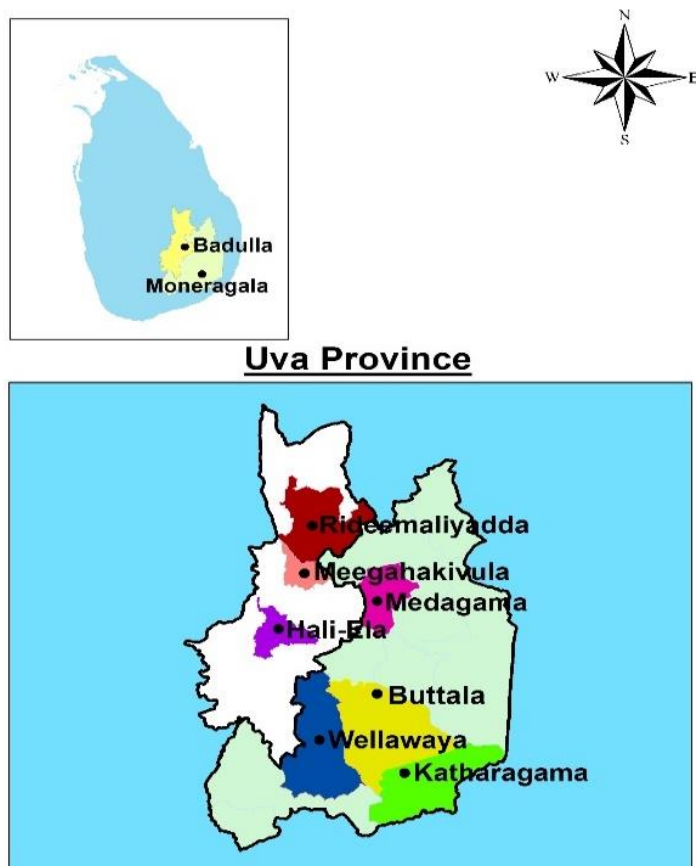 N
W E
S
Badulla
Moneragala
Uva Province
Rideemaliyadda
Meegahakivula
Medagama
Hali-Ela
Buttala
Wellawaya
Katharagama